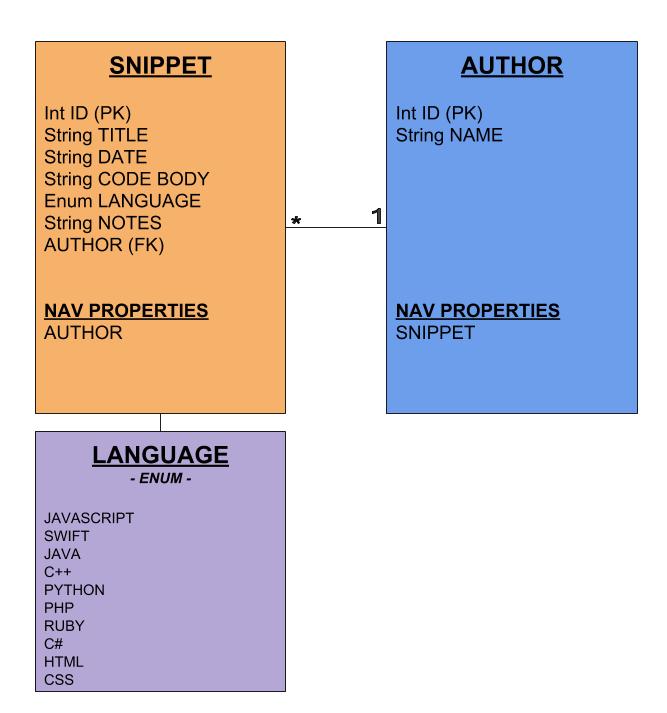 SNIPPET
Int ID (PK)
String TITLE
String DATE
String CODE BODY
Enum LANGUAGE
String NOTES
AUTHOR (FK)
NAV PROPERTIES
AUTHOR
*
1
AUTHOR
Int ID (PK)
String NAME
NAV PROPERTIES
SNIPPET
LANGUAGE
- ENUM -
JAVASCRIPT
SWIFT
JAVA
C++
PYTHON
PHP
RUBY
C#
HTML
CSS